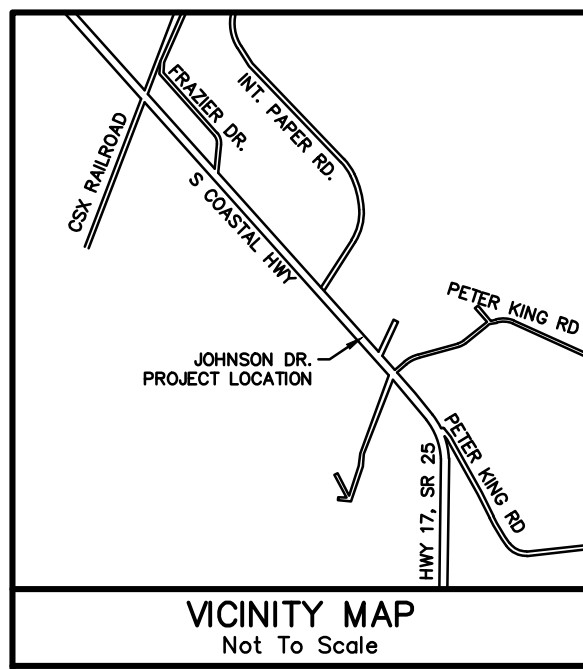 FRAZIER DR.
INT. PAPER RD.
CSX RAILROAD
S COASTAL HWY
PETER KING RD
JOHNSON DR.
PROJECT LOCATION
PETER KING RD
HWY 17, SR 25
VICINITY MAP
Not To Scale